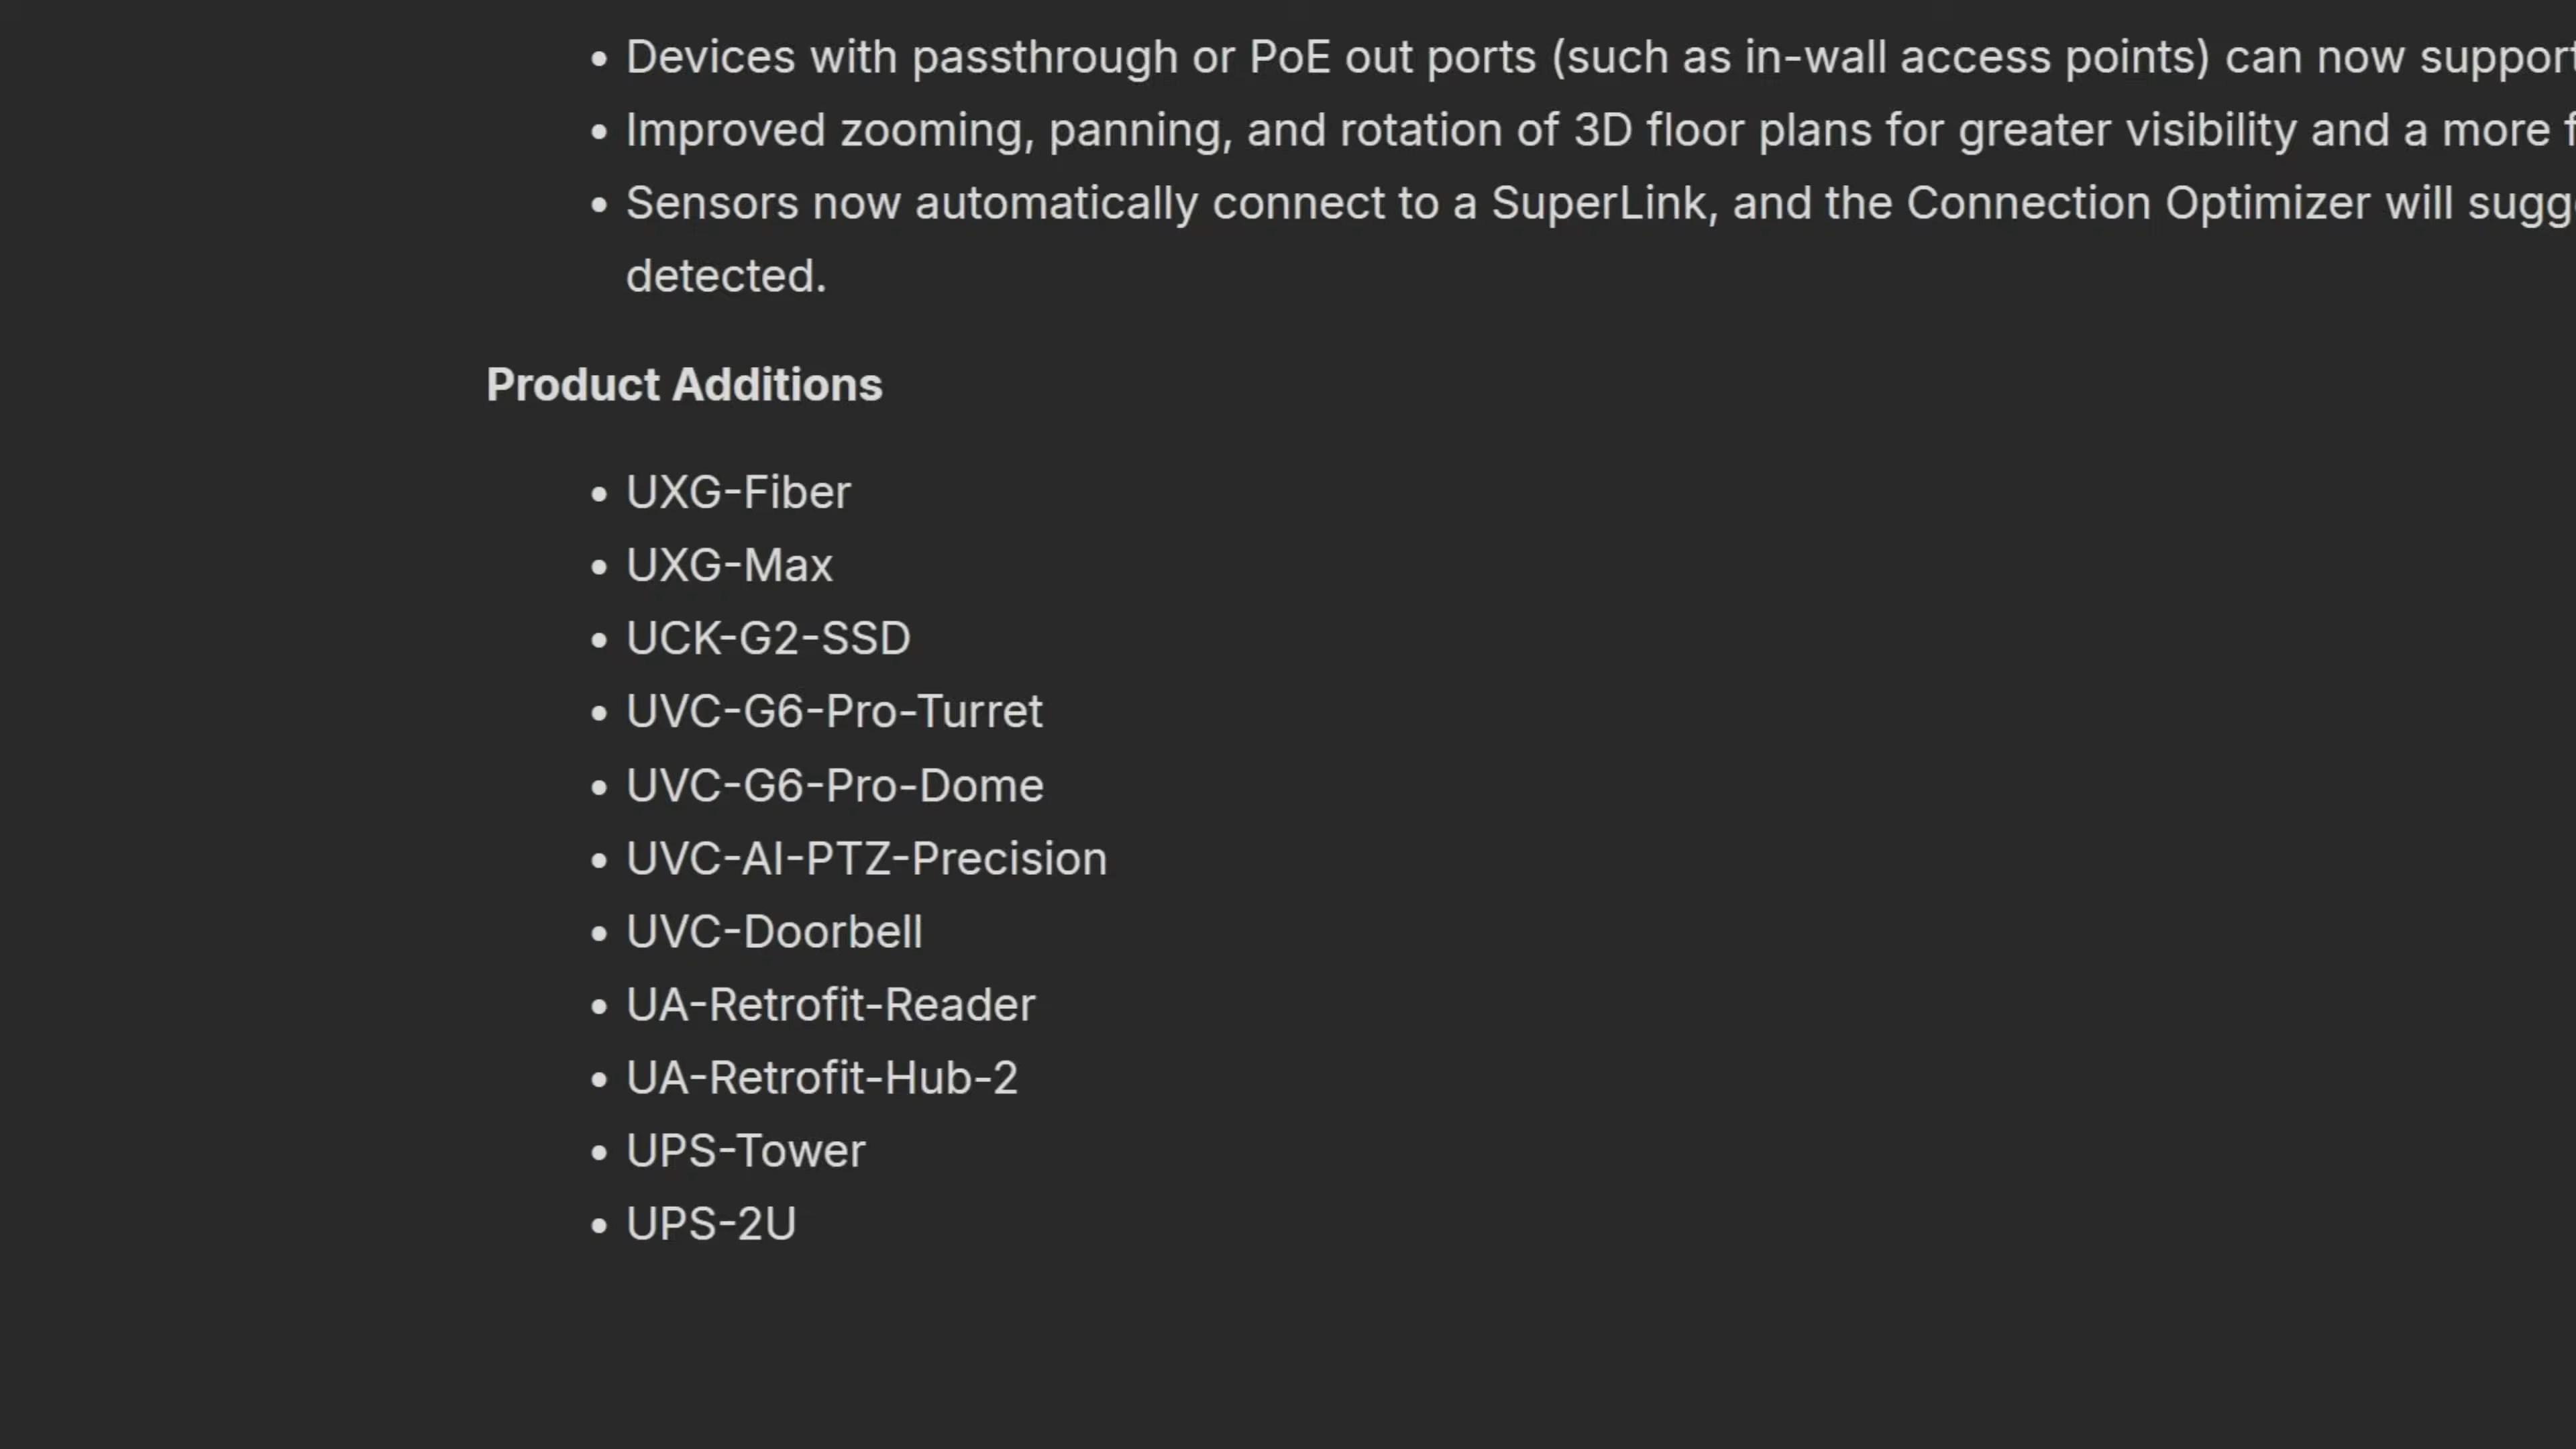 • Devices with passthrough or PoE out ports (such as in-wall access points) can now support
• Improved zooming, panning, and rotation of 3D floor plans for greater visibility and a more
• Sensors now automatically connect to a SuperLink, and the Connection Optimizer will
detected.
Product Additions
• UXG-Fiber
• UXG-Max
• UCK-G2-SSD
• UVC-G6-Pro-Turret
• UVC-G6-Pro-Dome
• UVC-AI-PTZ-Precision
• UVC-Doorbell
• UA-Retrofit-Reader
• UA-Retrofit-Hub-2
• UPS-Tower
• UPS-2U